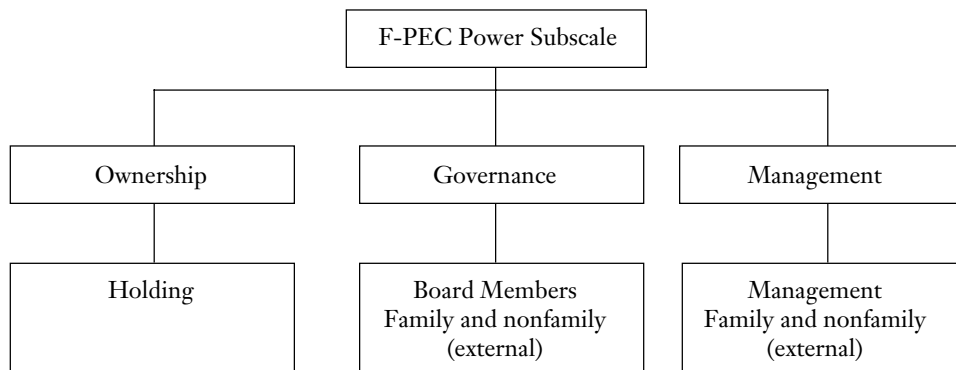 F-PEC Power Subscale
Ownership
Governance
Management
Holding
Board Members
Family and nonfamily
(external)
Management
Family and nonfamily
(external)